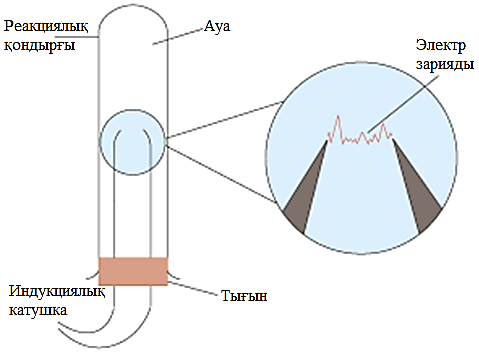 Реакциялық
қондырғы
Ауа
Электр
зарияды
Индукциялық
катушка
Тығын